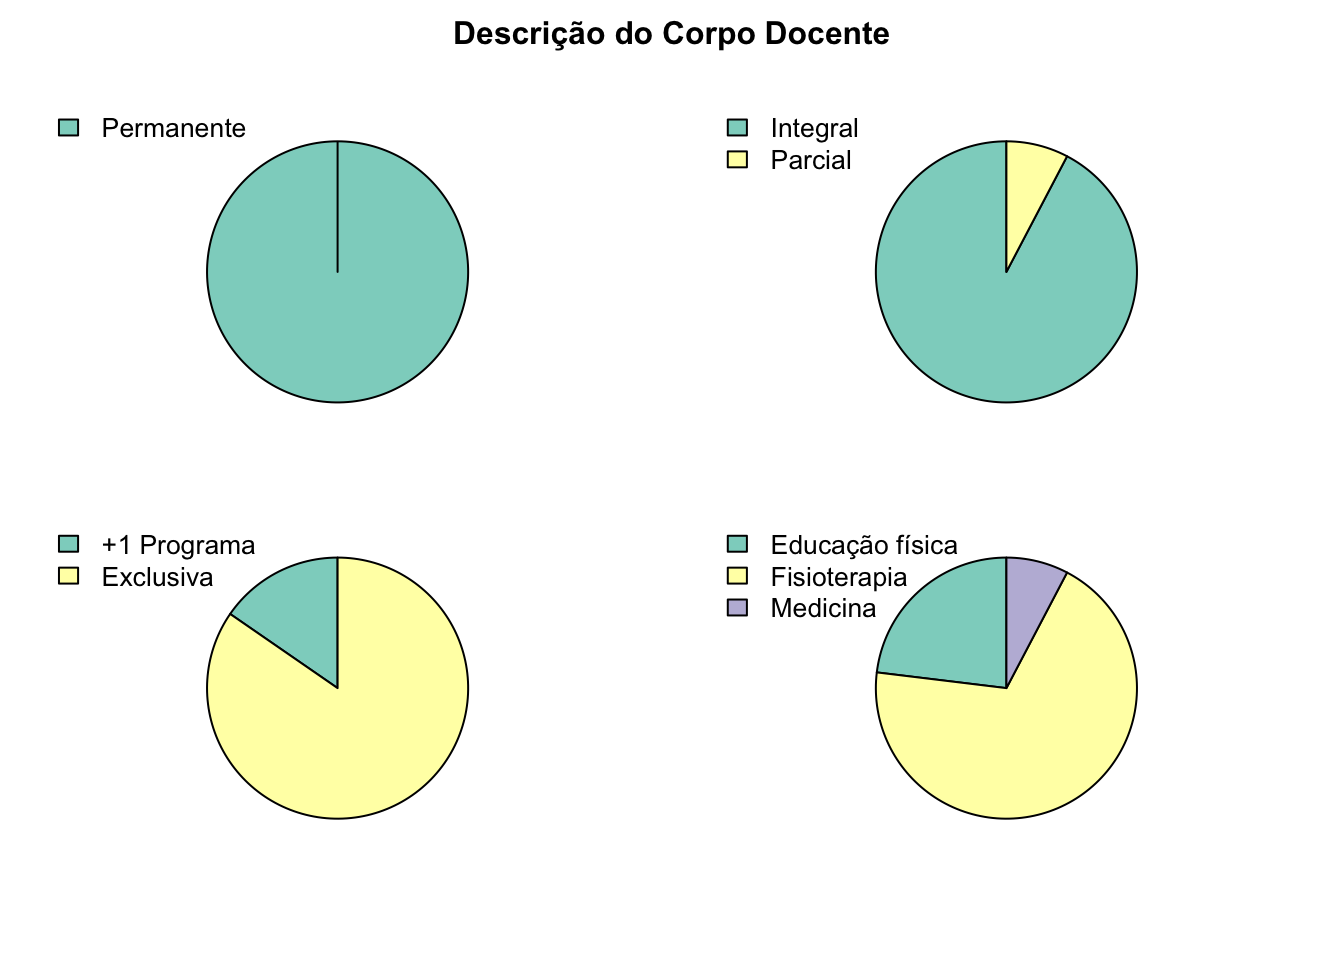 Descrição do Corpo Docente
Permanente
Integral
Parcial
+1 Programa
Exclusiva
Educação física
Fisioterapia
Medicina